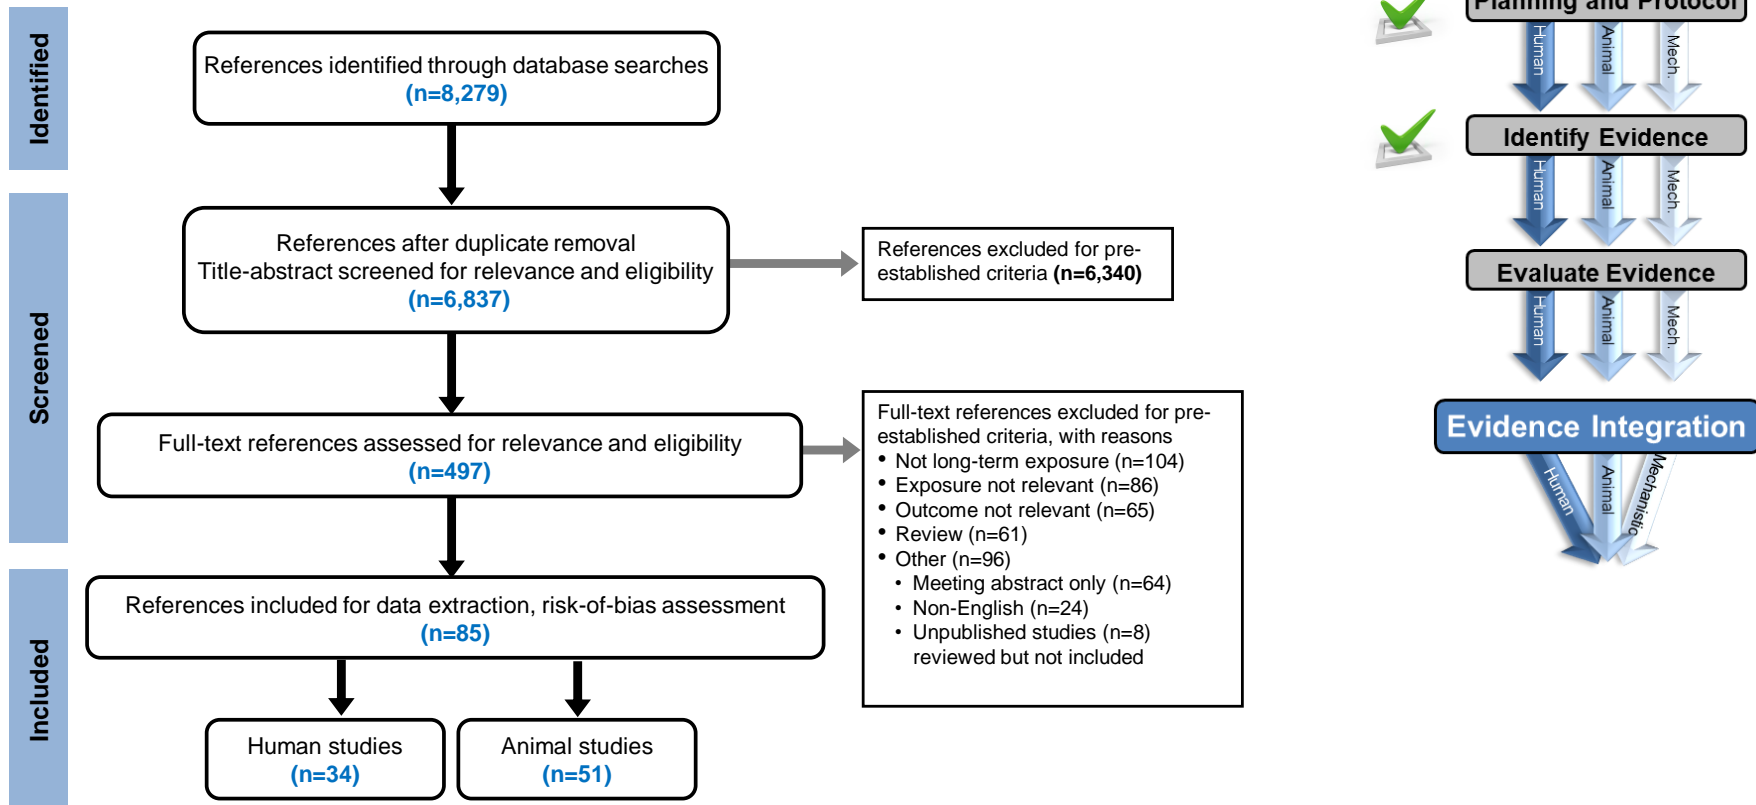 Identified
References identified through database searches
(n=8,279)
Screened
References after duplicate removal
Title-abstract screened for relevance and eligibility
(n=6,837)
References excluded for pre-
established criteria (n=6,340)
Full-text references assessed for relevance and eligibility
(n=497)
Full-text references excluded for pre-
established criteria, with reasons
• Not long-term exposure (n=104)
• Exposure not relevant (n=86)
• Outcome not relevant (n=65)
• Review (n=61)
• Other (n=96)
• Meeting abstract only (n=64)
• Non-English (n=24)
• Unpublished studies (n=8)
reviewed but not included
Included
References included for data extraction, risk-of-bias assessment
(n=85)
Human studies
(n=34)
Animal studies
(n=51)
Planning and Protocol
Human
Animal
Mech.
Identify Evidence
Human
Animal
Mech.
Evaluate Evidence
Human
Animal
Mech.
Evidence Integration
Human
Animal
Mechanistic